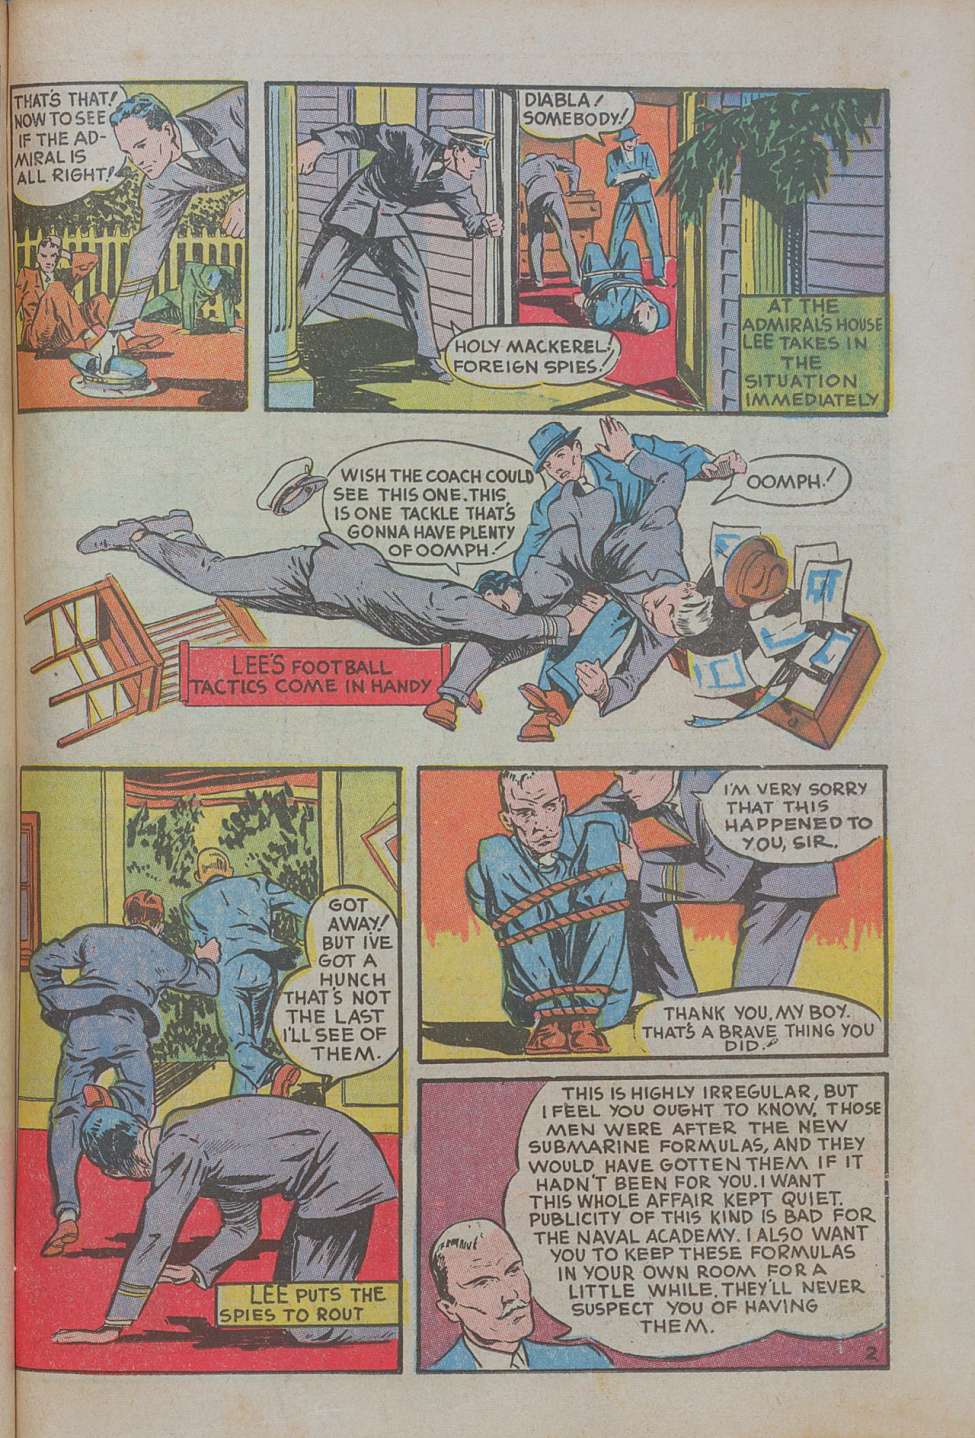 THAT'S THAT!
NOW TO SEE
IF THE AD-
MIRAL IS
ALL RIGHT!
DIABLA!
SOMEBODY!
HOLY MACKEREL!
FOREIGN SPIES!
AT THE
ADMIRAL'S HOUSE
LEE TAKES IN
THE
SITUATION
IMMEDIATELY
WISH THE COACH COULD
SEE THIS ONE. THIS
IS ONE TACKLE THAT'S
GONNA HAVE PLENTY
OF OOMPH!
OOMPH!
LEE'S FOOTBALL
TACTICS COME IN HANDY
GOT
AWAY!
BUT I'VE
GOT A
HUNCH
THAT'S NOT
THE LAST
I'LL SEE OF
THEM.
LEE PUTS THE
SPIES TO ROUT
I'M VERY SORRY
THAT THIS
HAPPENED TO
YOU, SIR.
THANK YOU, MY BOY.
THAT'S A BRAVE THING YOU
DID!
THIS IS HIGHLY IRREGULAR, BUT
I FEEL YOU OUGHT TO KNOW. THOSE
MEN WERE AFTER THE NEW
SUBMARINE FORMULAS, AND THEY
WOULD HAVE GOTTEN THEM IF IT
HADN'T BEEN FOR YOU. I WANT
THIS WHOLE AFFAIR KEPT QUIET.
PUBLICITY OF THIS KIND IS BAD FOR
THE NAVAL ACADEMY. I ALSO WANT
YOU TO KEEP THESE FORMULAS
IN YOUR OWN ROOM FOR A
LITTLE WHILE. THEY'LL NEVER
SUSPECT YOU OF HAVING
THEM.
2